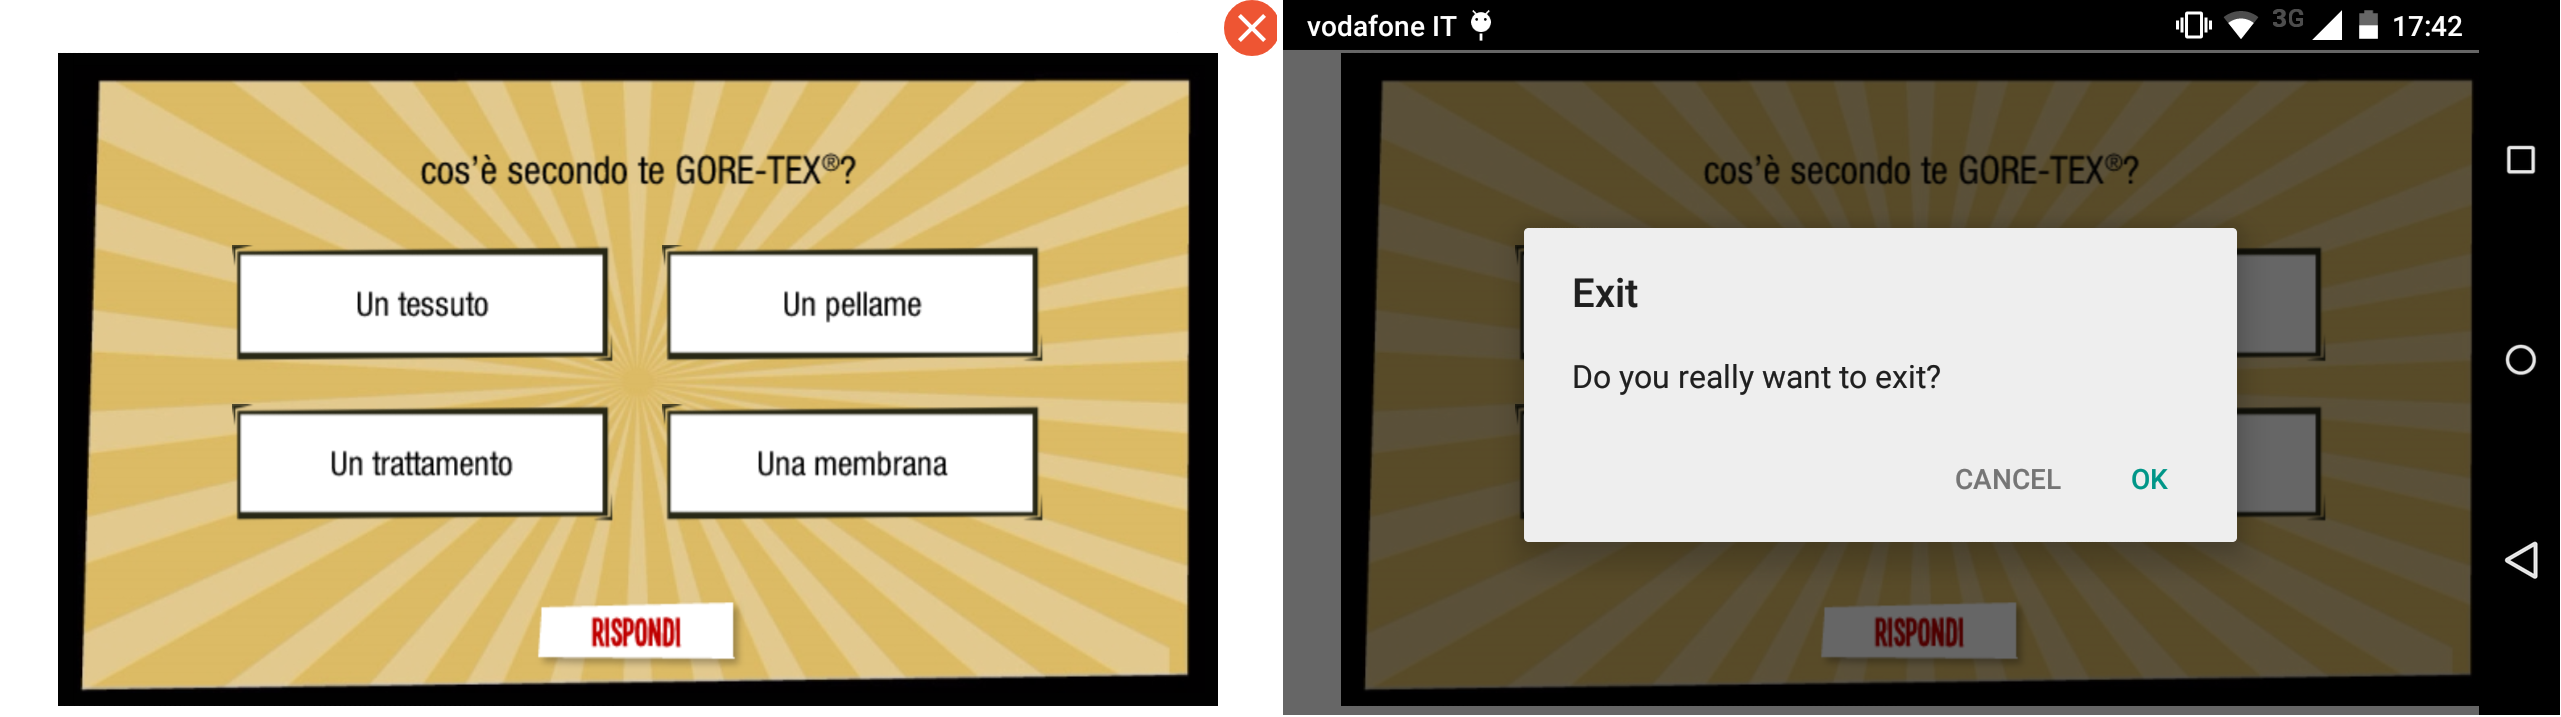 cos'è secondo te GORE-TEX®?
Un tessuto
Un pellame
Un trattamento
Una membrana
RISPONDI
vodafone IT
3G
17:42
cos'è secondo te GORE-TEX®?
Exit
Do you really want to exit?
CANCEL
OK
RISPONDI